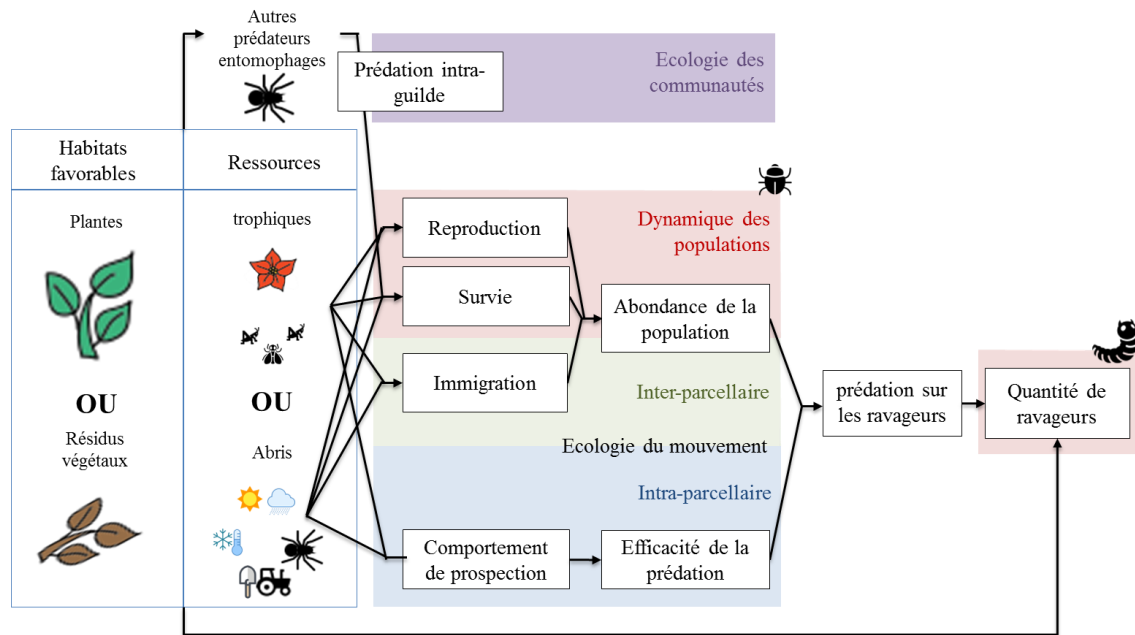 Autres
prédateurs
entomophages
Prédation intra-
guilde
Ecologie des
communautés
Habitats
favorables
Ressources
Plantes
trophiques
Dynamique des
populations
Reproduction
Survie
Abondance de la
population
Immigration
Inter-parcellaire
prédation sur
les ravageurs
Quantité de
ravageurs
OU
OU
Résidus
végétaux
Abris
Ecologie du mouvement
Intra-parcellaire
Comportement
de prospection
Efficacité de la
prédation